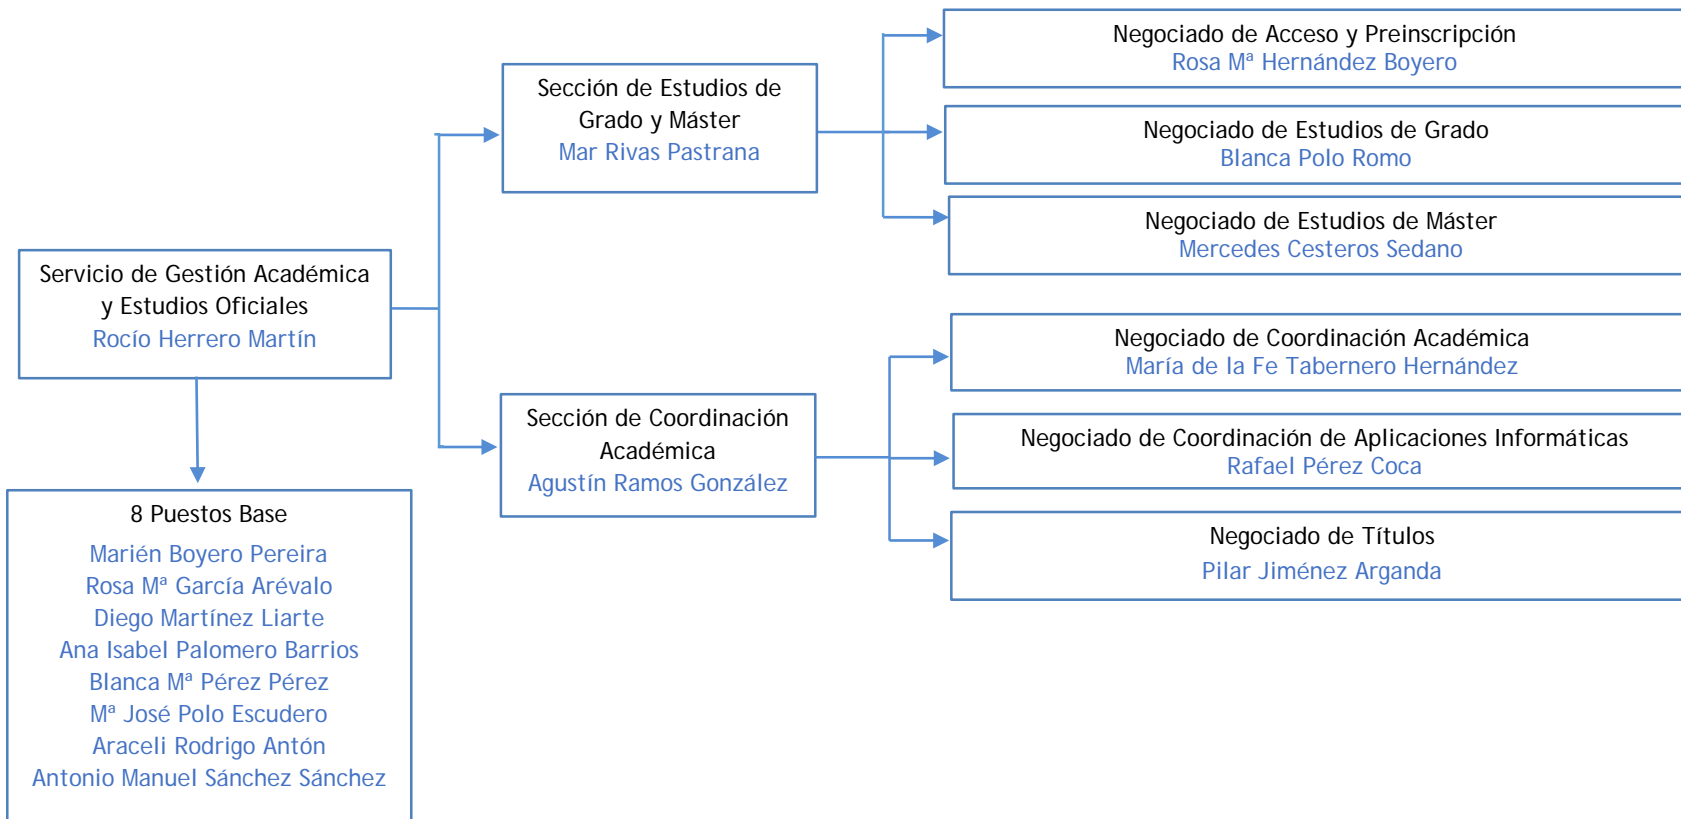 Servicio de Gestión Académica
y Estudios Oficiales
Rocío Herrero Martín
8 Puestos Base
Marién Boyero Pereira
Rosa Mª García Arévalo
Diego Martínez Liarte
Ana Isabel Palomero Barrios
Blanca Mª Pérez Pérez
Mª José Polo Escudero
Araceli Rodrigo Antón
Antonio Manuel Sánchez Sánchez
Sección de Estudios de
Grado y Máster
Mar Rivas Pastrana
Negociado de Acceso y Preinscripción
Rosa Mª Hernández Boyero
Negociado de Estudios de Grado
Blanca Polo Romo
Negociado de Estudios de Máster
Mercedes Cesteros Sedano
Sección de Coordinación
Académica
Agustín Ramos González
Negociado de Coordinación Académica
María de la Fe Tabernero Hernández
Negociado de Coordinación de Aplicaciones Informáticas
Rafael Pérez Coca
Negociado de Títulos
Pilar Jiménez Arganda